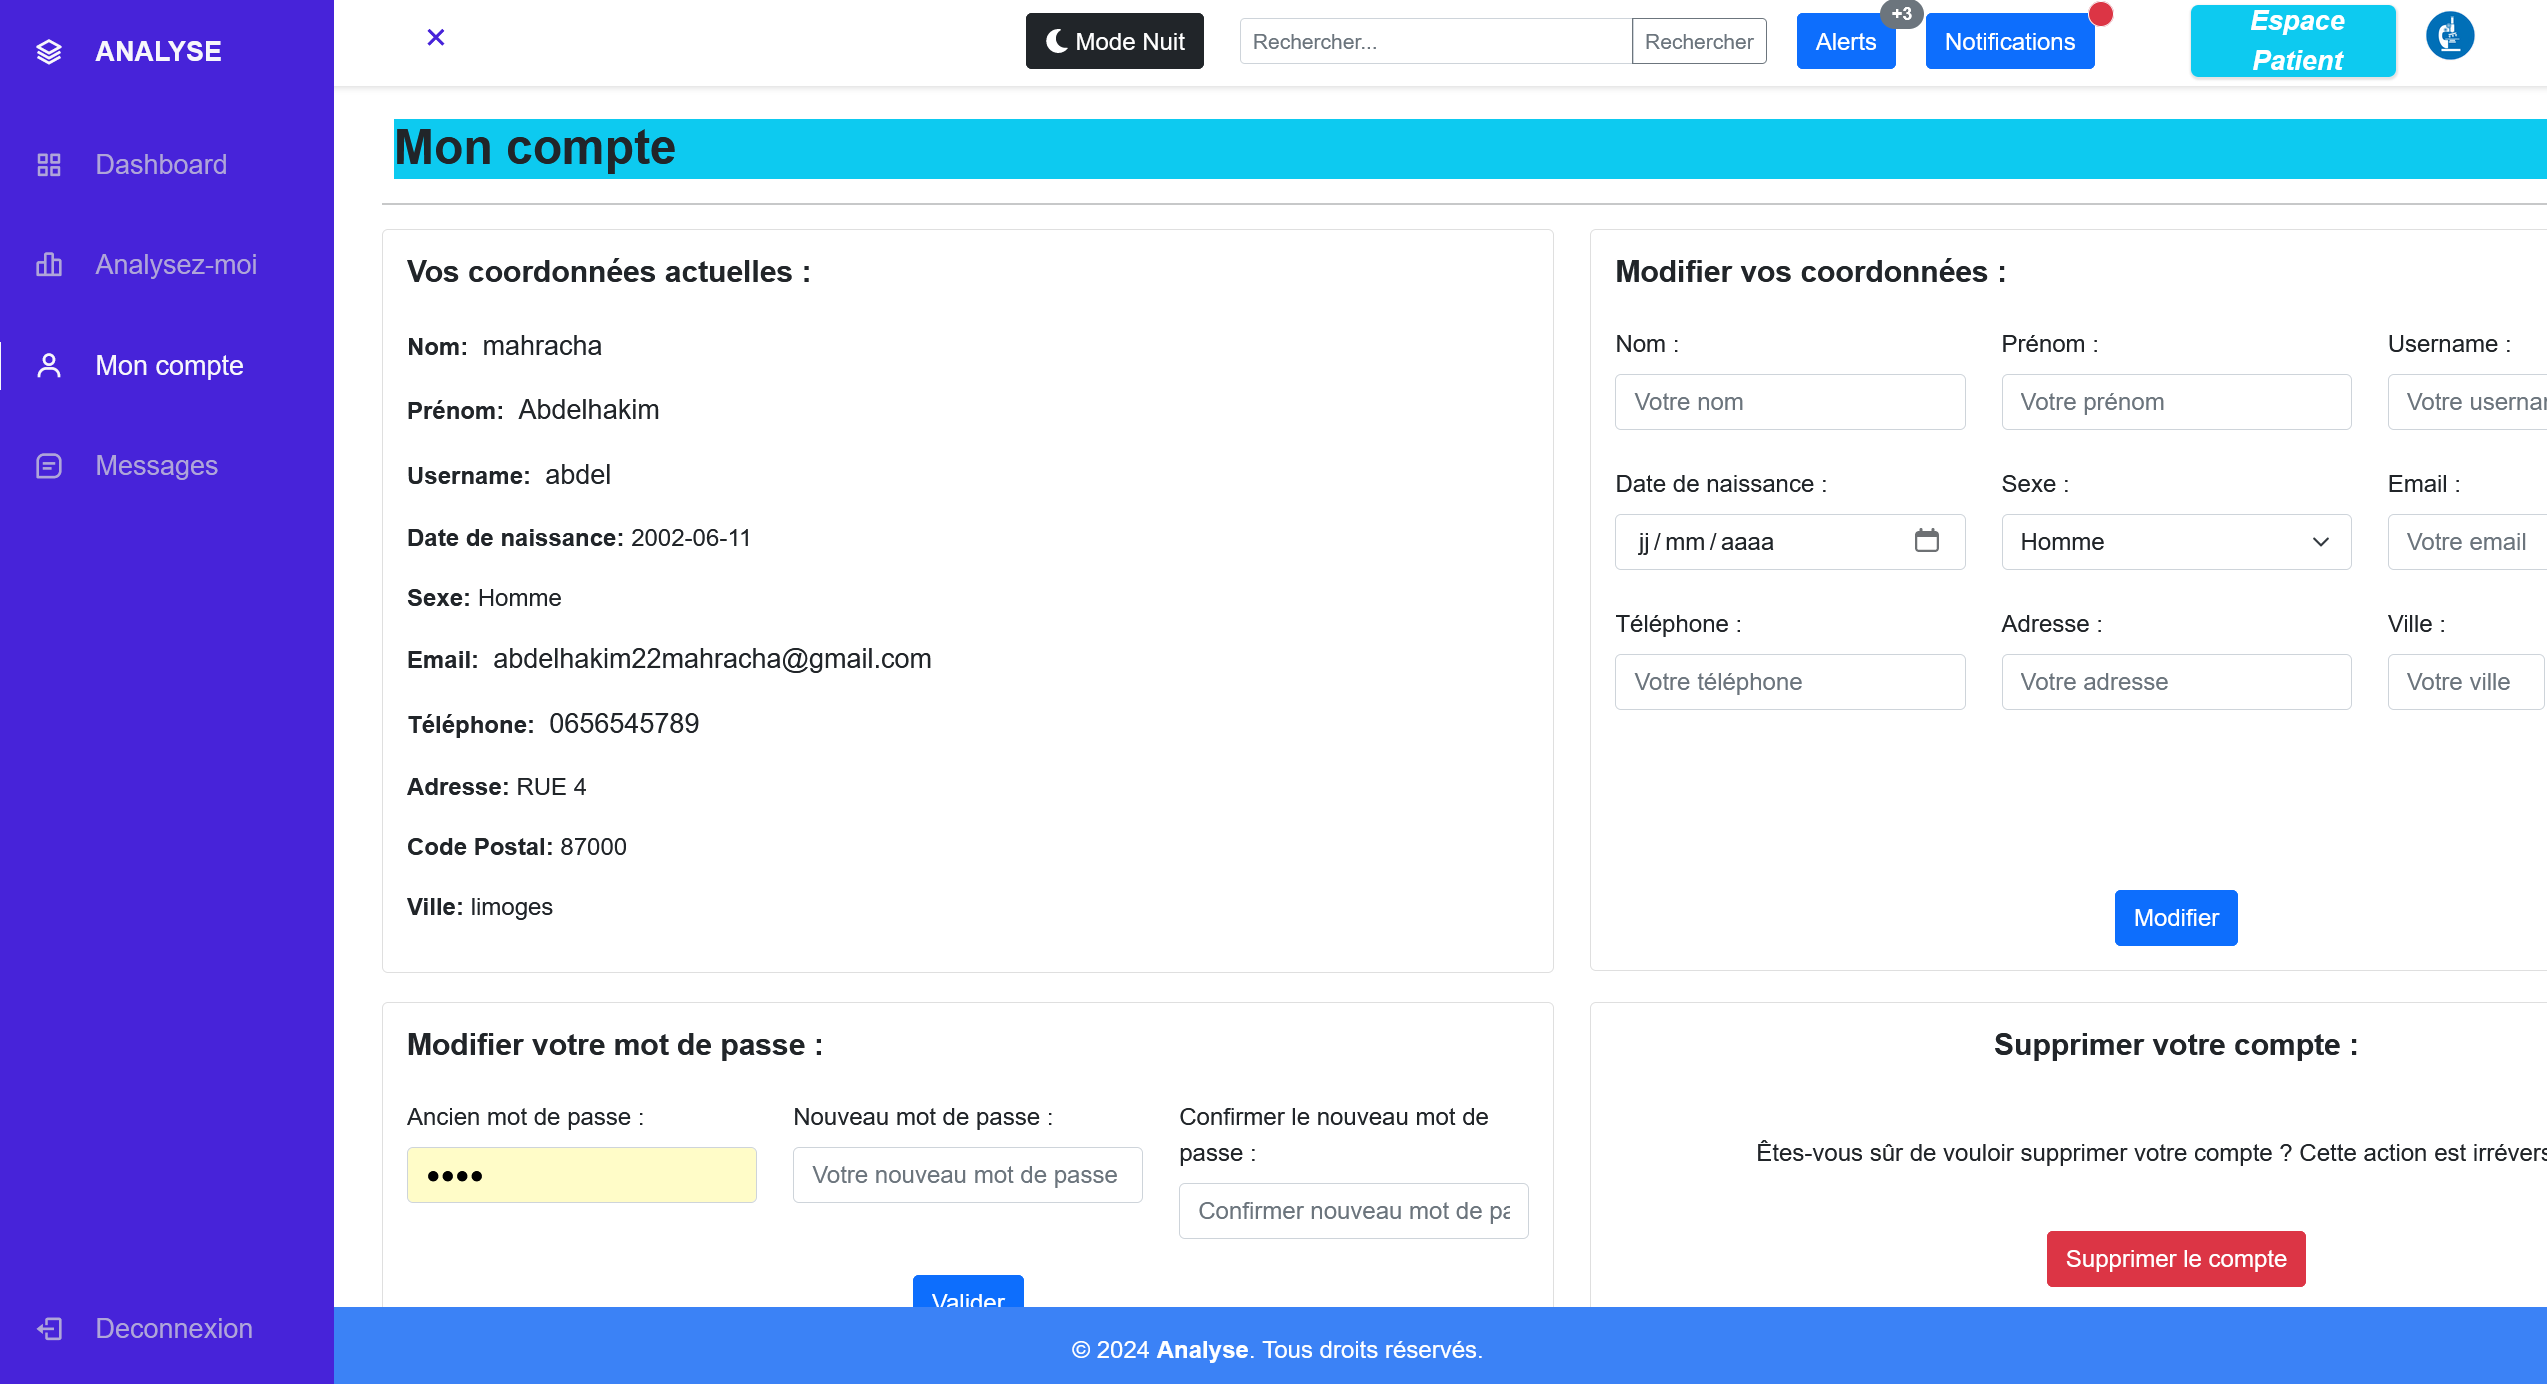 ANALYSE
Dashboard
Analysez-moi
Mon compte
Messages
Deconnexion
Mode Nuit
Rechercher...
Rechercher
Alerts
+3
Notifications
Espace
Patient
Mon compte
Vos coordonnées actuelles :
Nom: mahracha
Prénom: Abdelhakim
Username: abdel
Date de naissance: 2002-06-11
Sexe: Homme
Email: abdelhakim22mahracha@gmail.com
Téléphone: 0656545789
Adresse: RUE 4
Code Postal: 87000
Ville: limoges
Modifier vos coordonnées :
Nom :
Votre nom
Prénom :
Votre prénom
Username :
Votre userna
Date de naissance :
jj / mm / aaaa
Sexe :
Homme
Email :
Votre email
Téléphone :
Votre téléphone
Adresse :
Votre adresse
Ville :
Votre ville
Modifier
Modifier votre mot de passe :
Ancien mot de passe :
••••
Nouveau mot de passe :
Votre nouveau mot de passe
Confirmer le nouveau mot de
passe :
Confirmer nouveau mot de pa
Valider
Supprimer votre compte :
Êtes-vous sûr de vouloir supprimer votre compte ? Cette action est irrévers
Supprimer le compte
© 2024 Analyse. Tous droits réservés.